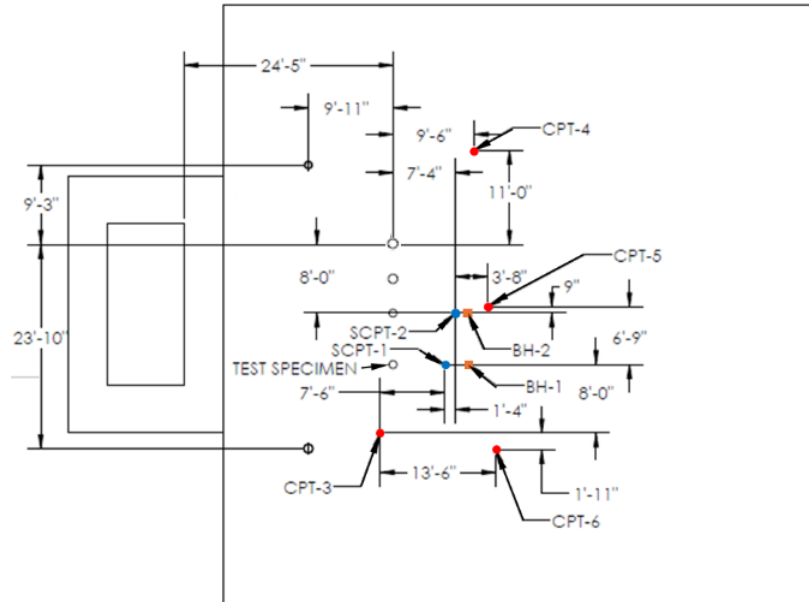 24'-5"
9'-11"
9'-6"
CPT-4
7'-4"
11'-0"
9'-3"
CPT-5
8'-0"
3'-8"
9"
SCPT-2
23'-10"
SCPT-1
BH-2
6'-9"
TEST SPECIMEN
BH-1
7'-6"
8'-0"
1'-4"
CPT-3
13'-6"
1'-11"
CPT-6